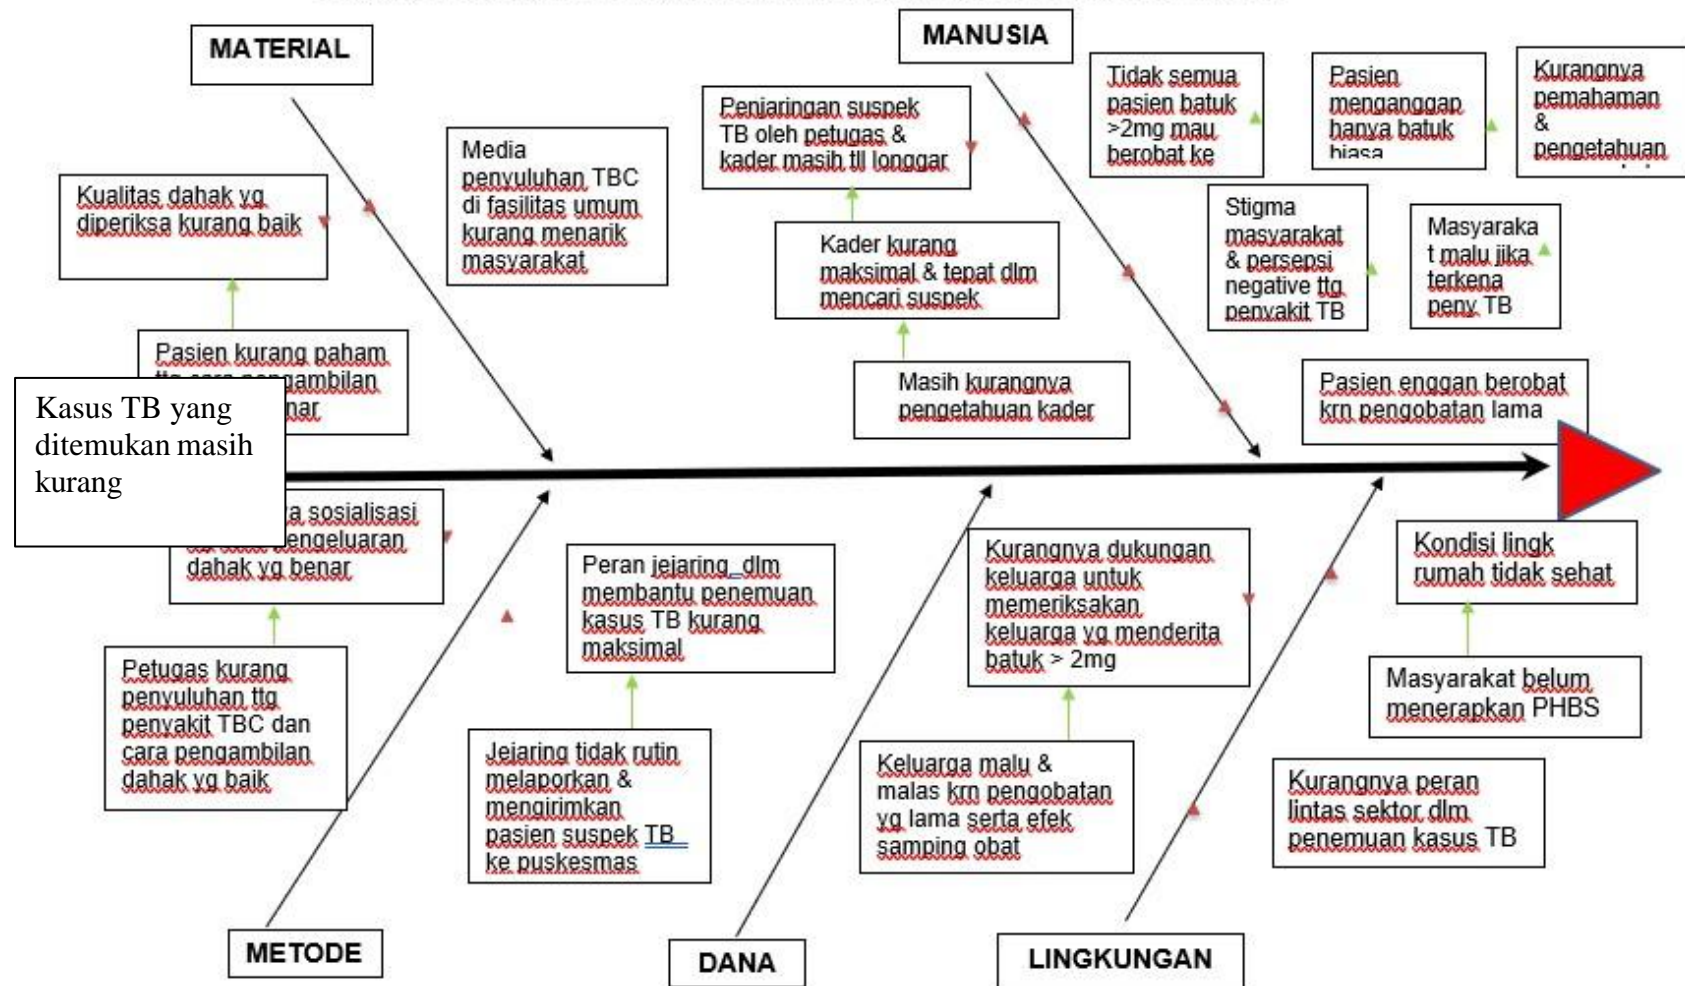 MATERIAL
MANUSIA
Media
penyuluhan TBC
di fasilitas umum
kurang menarik
masyarakat
Kualitas dahak yg
diperiksa kurang baik
Pasien kurang paham
Kasus TB yang
ditemukan masih
kurang
Penjaringan suspek
TB oleh petugas &
kader masih tll longgar
Kader kurang
maksimal & tepat dlm
mencari suspek
Masih kurangnya
pengetahuan kader
Tidak semua
pasien batuk
>2mg mau
berobat ke
Pasien
menganggap
hanya batuk
biasa
Kurangnya
pemahaman
&
pengetahuan
Stigma
masyarakat
& persepsi
negative ttg
penyakit TB
Masyaraka
t malu jika
terkena
peny TB
Pasien enggan berobat
krn pengobatan lama
sosialisasi
dahak yg benar
Petugas kurang
penyuluhan ttg
penyakit TBC dan
cara pengambilan
dahak yg baik
Peran jejaring dlm
membantu penemuan
kasus TB kurang
maksimal
Jejaring tidak rutin
melaporkan &
mengirimkan
pasien suspek TB
ke puskesmas
Kurangnya dukungan
keluarga untuk
memeriksakan
keluarga yg menderita
batuk > 2mg
Keluarga malu &
malas krn pengobatan
yg lama serta efek
samping obat
Kondisi lingk
rumah tidak sehat
Masyarakat belum
menerapkan PHBS
Kurangnya peran
lintas sektor dlm
penemuan kasus TB
METODE
DANA
LINGKUNGAN